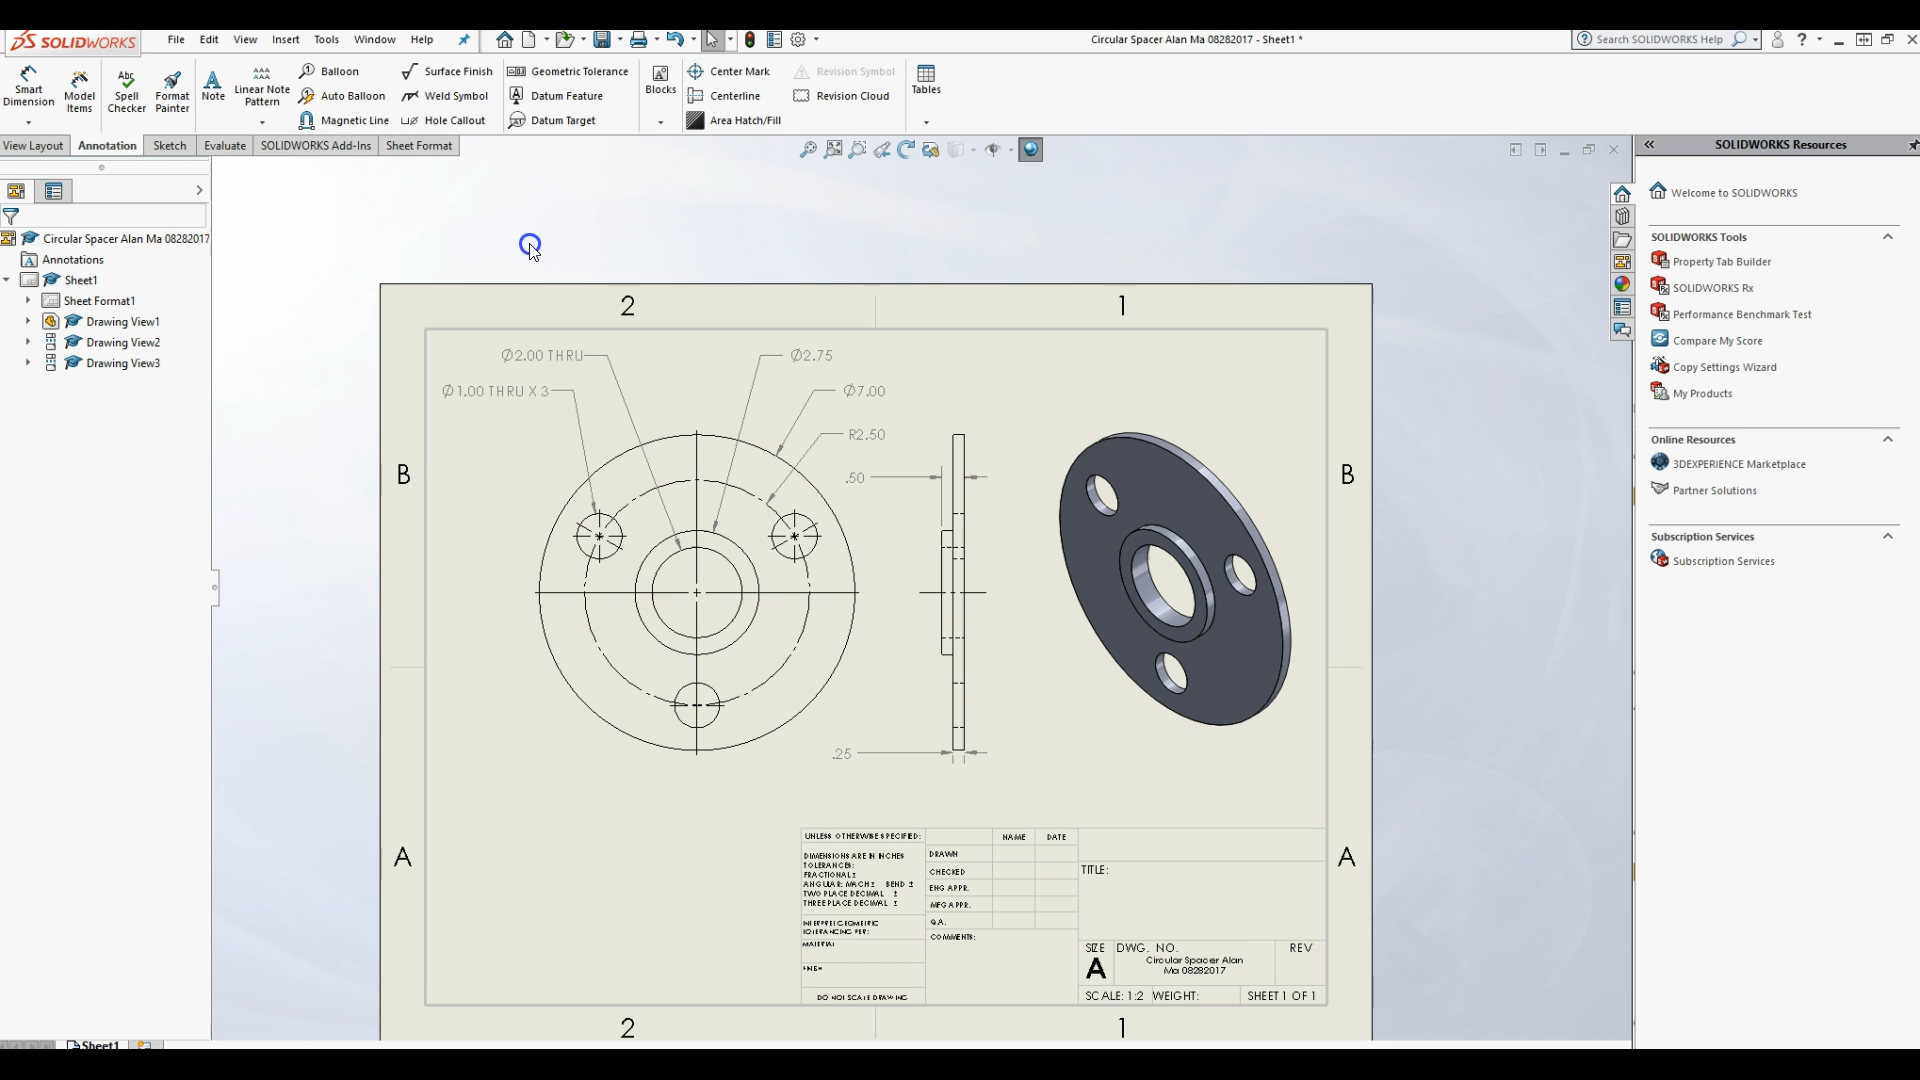 SOLIDWORKS
File Edit View Insert Tools Window Help
Circular Spacer Alan Ma 08282017 - Sheet1 *
Search SOLIDWORKS Help
Smart Dimension
Model Items
Spell Checker
Format Painter
Note
Linear Note Pattern
Balloon
Auto Balloon
Magnetic Line
Surface Finish
Weld Symbol
Hole Callout
Geometric Tolerance
Datum Feature
Datum Target
Blocks
Center Mark
Centerline
Area Hatch/Fill
Revision Symbol
Revision Cloud
Tables
View Layout Annotation Sketch Evaluate SOLIDWORKS Add-Ins Sheet Format
Circular Spacer Alan Ma 08282017
Annotations
Sheet1
Sheet Format1
Drawing View1
Drawing View2
Drawing View3
2 1
Ø2.00 THRU
Ø2.75
Ø1.00 THRU X 3
Ø7.00
R2.50
.50
B B
.25
A A
UNLESS OTHERWISE SPECIFIED:
DIMENSIONS ARE IN INCHES
TOLERANCES:
FRACTIONAL±
ANGULAR: MACH± BEND ±
TWO PLACE DECIMAL ±
THREE PLACE DECIMAL ±
INTERPRET GEOMETRIC
TOLERANCING PER:
MATERIAL
FINISH
DO NOT SCALE DRAWING
NAME DATE
DRAWN
CHECKED
ENG APPR.
MFG APPR.
Q.A.
COMMENTS:
TITLE:
SIZE DWG. NO. REV
A
Circular Spacer Alan
Ma 08282017
SCALE: 1:2 WEIGHT: SHEET 1 OF 1
2 1
Sheet1
SOLIDWORKS Resources
Welcome to SOLIDWORKS
SOLIDWORKS Tools
Property Tab Builder
SOLIDWORKS Rx
Performance Benchmark Test
Compare My Score
Copy Settings Wizard
My Products
Online Resources
3DEXPERIENCE Marketplace
Partner Solutions
Subscription Services
Subscription Services